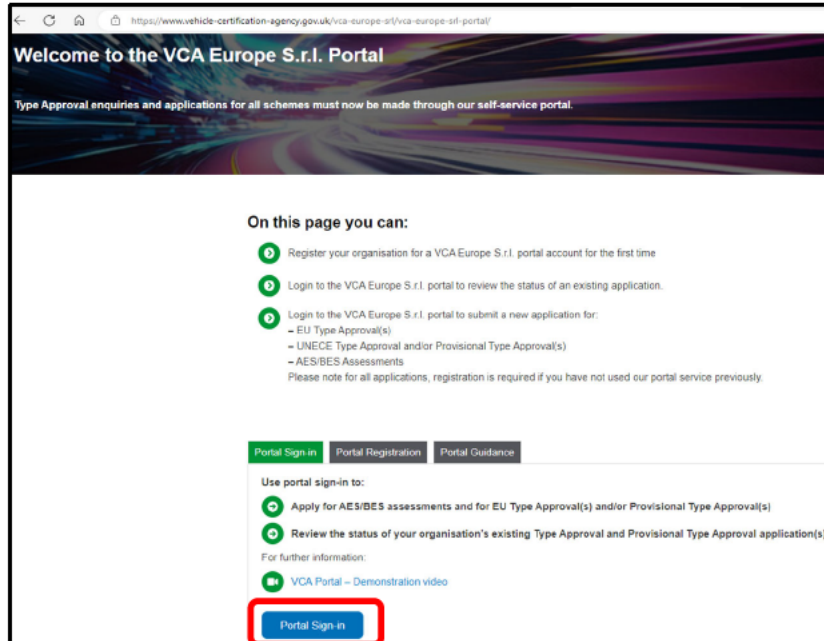 https://www.vehicle-certification-agency.gov.uk/vca-europe-srl/vca-europe-srl-portal/
Welcome to the VCA Europe S.r.l. Portal
Type Approval enquiries and applications for all schemes must now be made through our self-service portal.
On this page you can:
Register your organisation for a VCA Europe S.r.l. portal account for the first time
Login to the VCA Europe S.r.l. portal to review the status of an existing application.
Login to the VCA Europe S.r.l. portal to submit a new application for:
– EU Type Approval(s)
– UNECE Type Approval and/or Provisional Type Approval(s)
– AES/BES Assessments
Please note for all applications, registration is required if you have not used our portal service previously.
Portal Sign-in Portal Registration Portal Guidance
Use portal sign-in to:
Apply for AES/BES assessments and for EU Type Approval(s) and/or Provisional Type Approval(s)
Review the status of your organisation's existing Type Approval and Provisional Type Approval application(s)
For further information:
VCA Portal – Demonstration video
Portal Sign-in